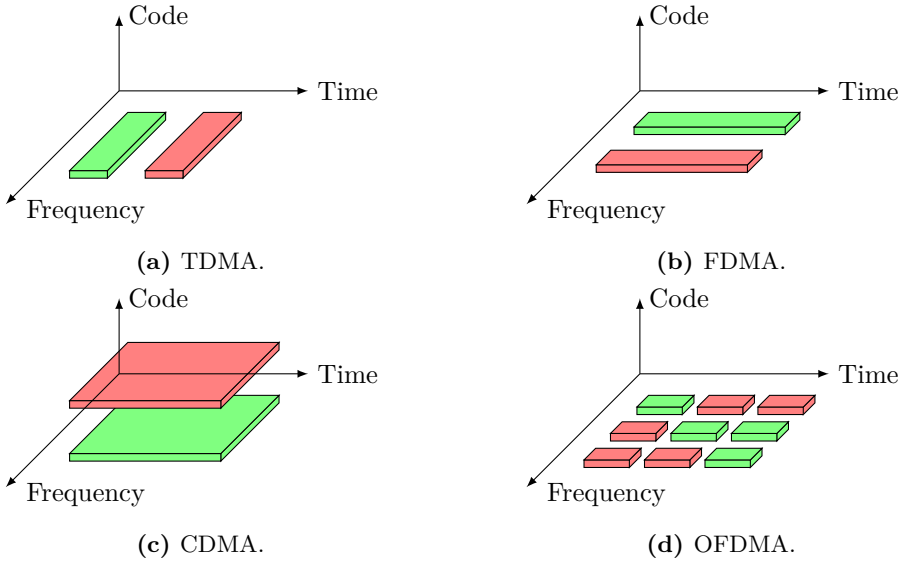 Code
Time
Frequency
(a) TDMA.
Code
Time
Frequency
(b) FDMA.
Code
Time
Frequency
(c) CDMA.
Code
Time
Frequency
(d) OFDMA.